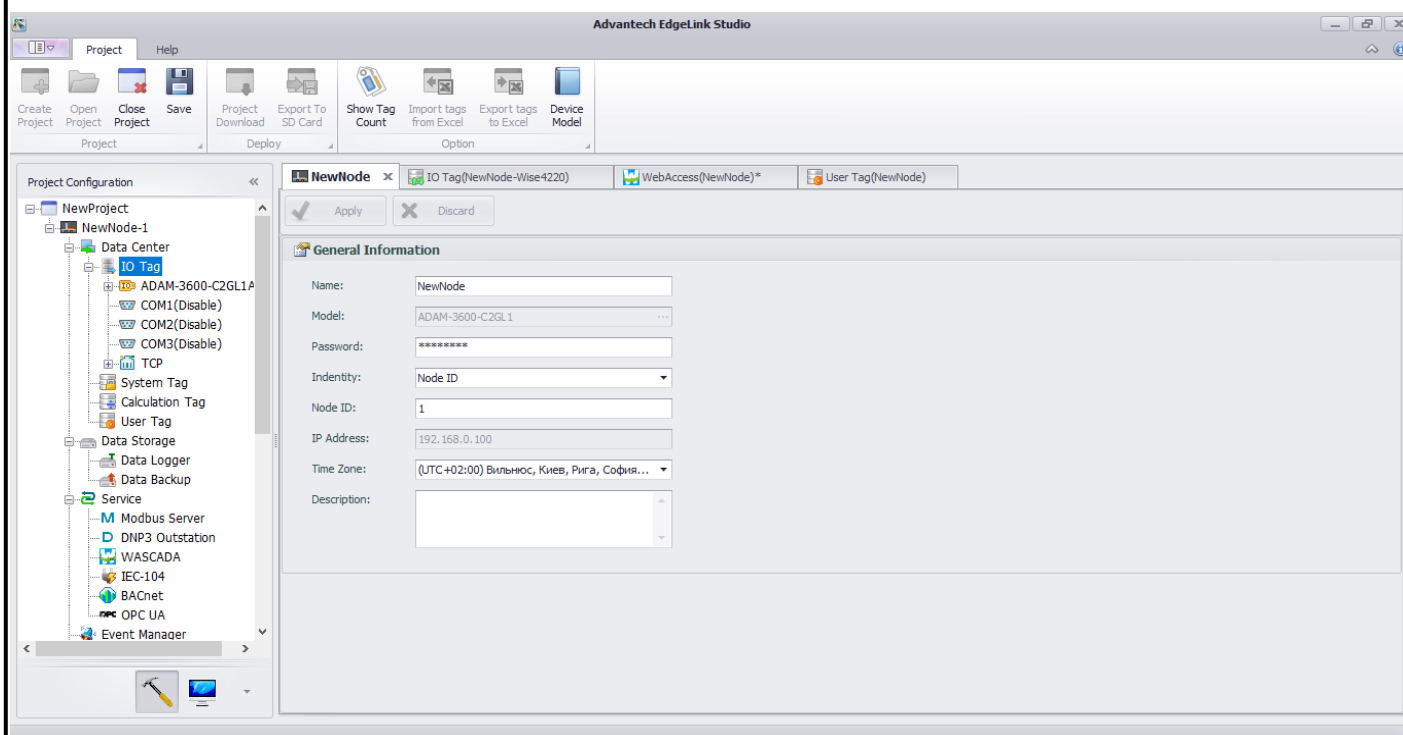 Advantech EdgeLink Studio
Project Help
Create Project
Open Project
Close Project
Save
Project Download
Export To SD Card
Show Tag Count
Import tags from Excel
Export tags to Excel
Device Model
Project
Deploy
Option
Project Configuration
NewProject
NewNode-1
Data Center
IO Tag
ADAM-3600-C2GL1A
COM1(Disable)
COM2(Disable)
COM3(Disable)
TCP
System Tag
Calculation Tag
User Tag
Data Storage
Data Logger
Data Backup
Service
M Modbus Server
D DNP3 Outstation
WASCADA
IEC-104
BACnet
OPC OPC UA
Event Manager
NewNode
IO Tag(NewNode-Wise4220)
WebAccess(NewNode)*
User Tag(NewNode)
Apply Discard
General Information
Name: NewNode
Model: ADAM-3600-C2GL1 ...
Password: ********
Indentity: Node ID
Node ID: 1
IP Address: 192.168.0.100
Time Zone: (UTC+02:00) Вильнюс, Киев, Рига, София...
Description: